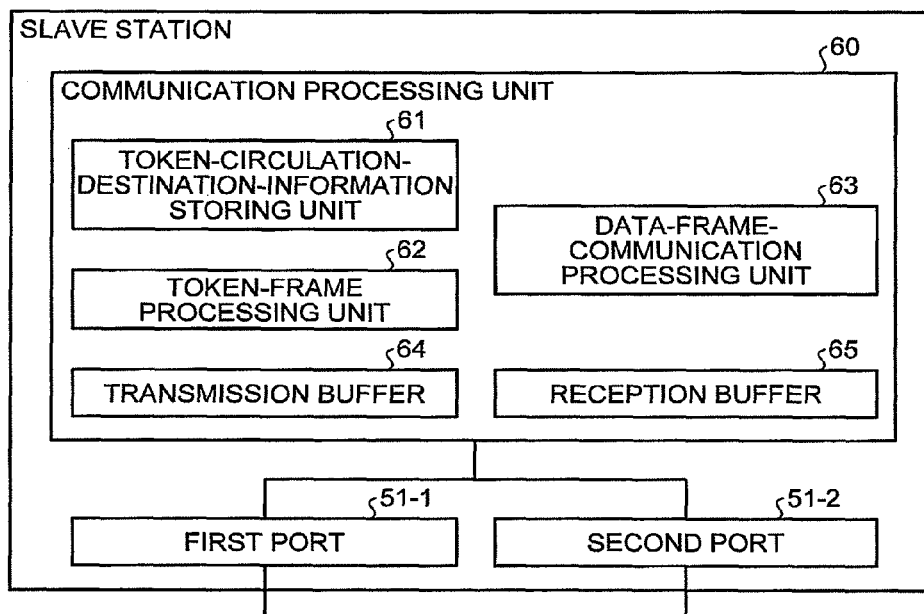 SLAVE STATION
60
COMMUNICATION PROCESSING UNIT
61
TOKEN-CIRCULATION-
DESTINATION-INFORMATION
STORING UNIT
63
DATA-FRAME-
COMMUNICATION
PROCESSING UNIT
62
TOKEN-FRAME
PROCESSING UNIT
64
TRANSMISSION BUFFER
65
RECEPTION BUFFER
51-1
FIRST PORT
51-2
SECOND PORT